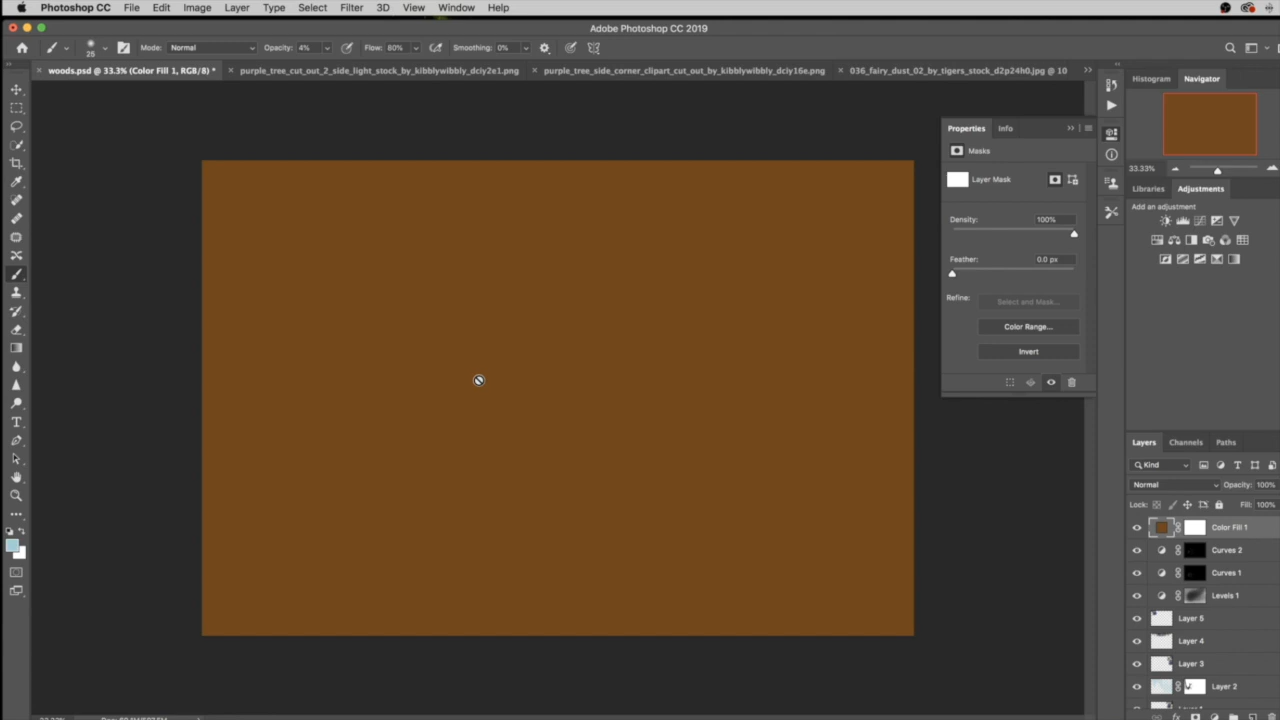 Photoshop CC File Edit Image Layer Type Select Filter 3D View Window Help
Adobe Photoshop CC 2019
25 Mode: Normal Opacity: 4% Flow: 80% Smoothing: 0%
woods.psd @ 33.3% (Color Fill 1, RGB/8) * purple_tree_cut_out_2_side_light_stock_by_kibblywibbly_dciy2e1.png purple_tree_side_corner_clipart_cut_out_by_kibblywibbly_dciy16e.png 036_fairy_dust_02_by_tigers_stock_d2p24h0.jpg @ 10
Histogram Navigator
33.33%
Libraries Adjustments
Add an adjustment
Properties Info
Masks
Layer Mask
Density: 100%
Feather: 0.0 px
Refine: Select and Mask...
Color Range...
Invert
Layers Channels Paths
Kind
Normal Opacity: 100%
Lock: Fill: 100%
Color Fill 1
Curves 2
Curves 1
Levels 1
Layer 5
Layer 4
Layer 3
Layer 2